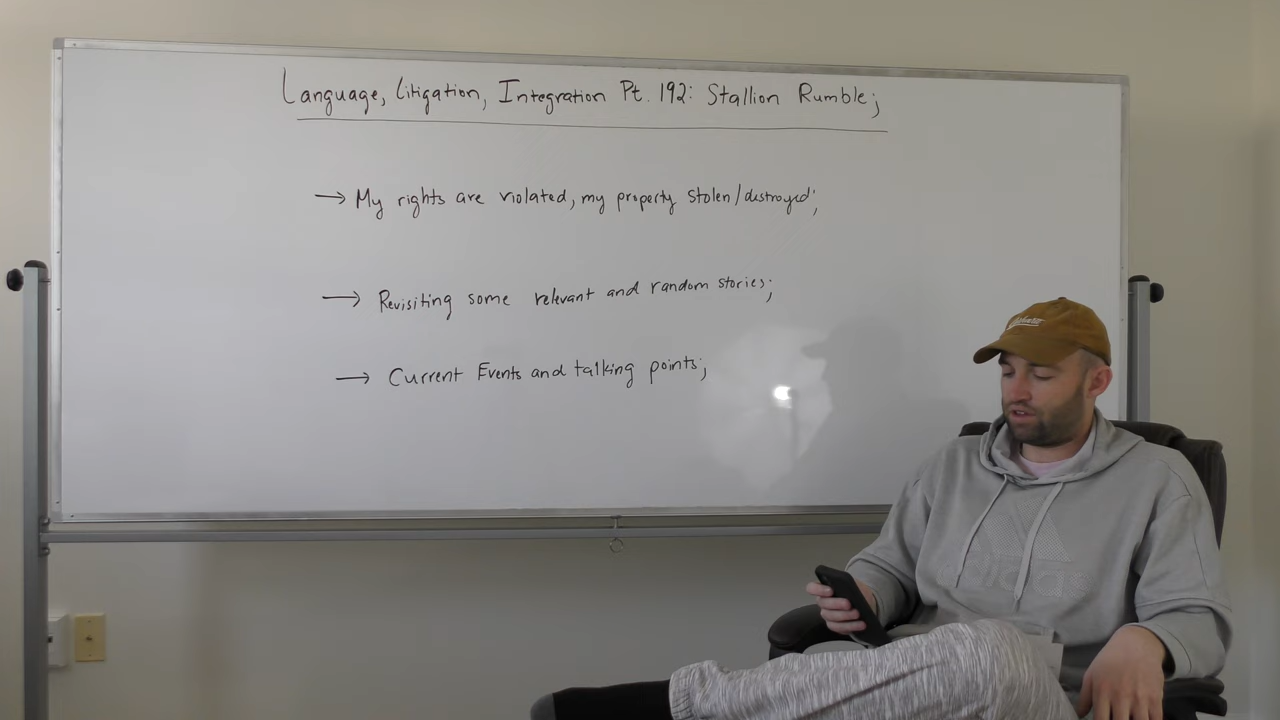 Language, Litigation, Integration Pt. 192: Stallion Rumble;
→ My rights are violated, my property stolen/destroyed;
→ Revisiting some relevant and random stories;
→ Current Events and talking points;